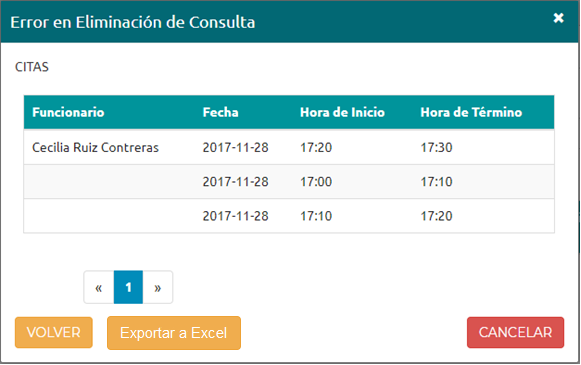 Error en Eliminación de Consulta ×
CITAS
Funcionario Fecha Hora de Inicio Hora de Término
Cecilia Ruiz Contreras 2017-11-28 17:20 17:30
2017-11-28 17:00 17:10
2017-11-28 17:10 17:20
« 1 »
VOLVER Exportar a Excel CANCELAR